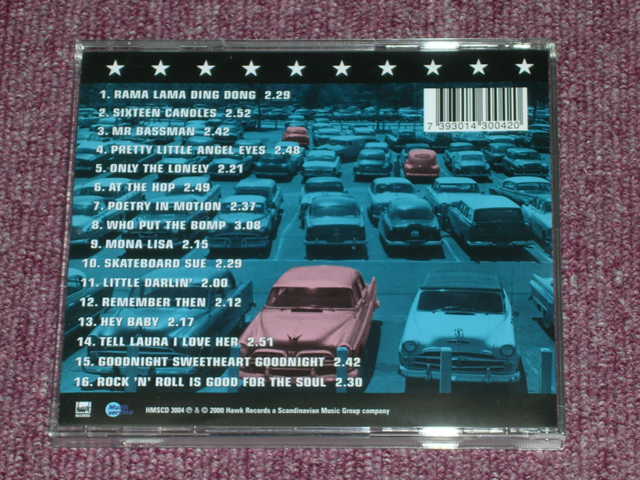 1. RAMA LAMA DING DONG 2.29
2. SIXTEEN CANDLES 2.52
3. MR BASSMAN 2.42
4. PRETTY LITTLE ANGEL EYES 2.48
5. ONLY THE LONELY 2.21
6. AT THE HOP 2.49
7. POETRY IN MOTION 2.37
8. WHO PUT THE BOMP 3.08
9. MONA LISA 2.15
10. SKATEBOARD SUE 2.29
11. LITTLE DARLIN' 2.00
12. REMEMBER THEN 2.12
13. HEY BABY 2.17
14. TELL LAURA I LOVE HER 2.51
15. GOODNIGHT SWEETHEART GOODNIGHT 2.42
16. ROCK 'N' ROLL IS GOOD FOR THE SOUL 2.30
7 393014 300420
HMSCD 3004 ℗ & © 2000 Hawk Records a Scandinavian Music Group company